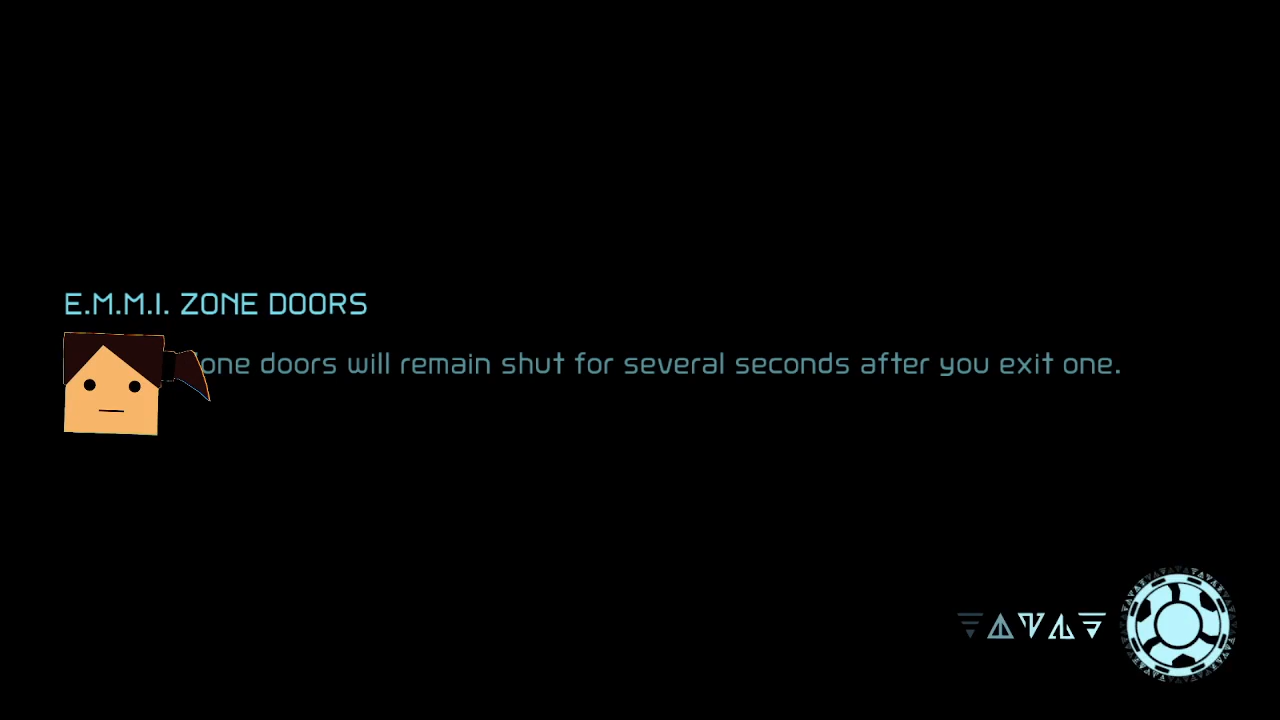 E.M.M.I. ZONE DOORS
one doors will remain shut for several seconds after you exit one.